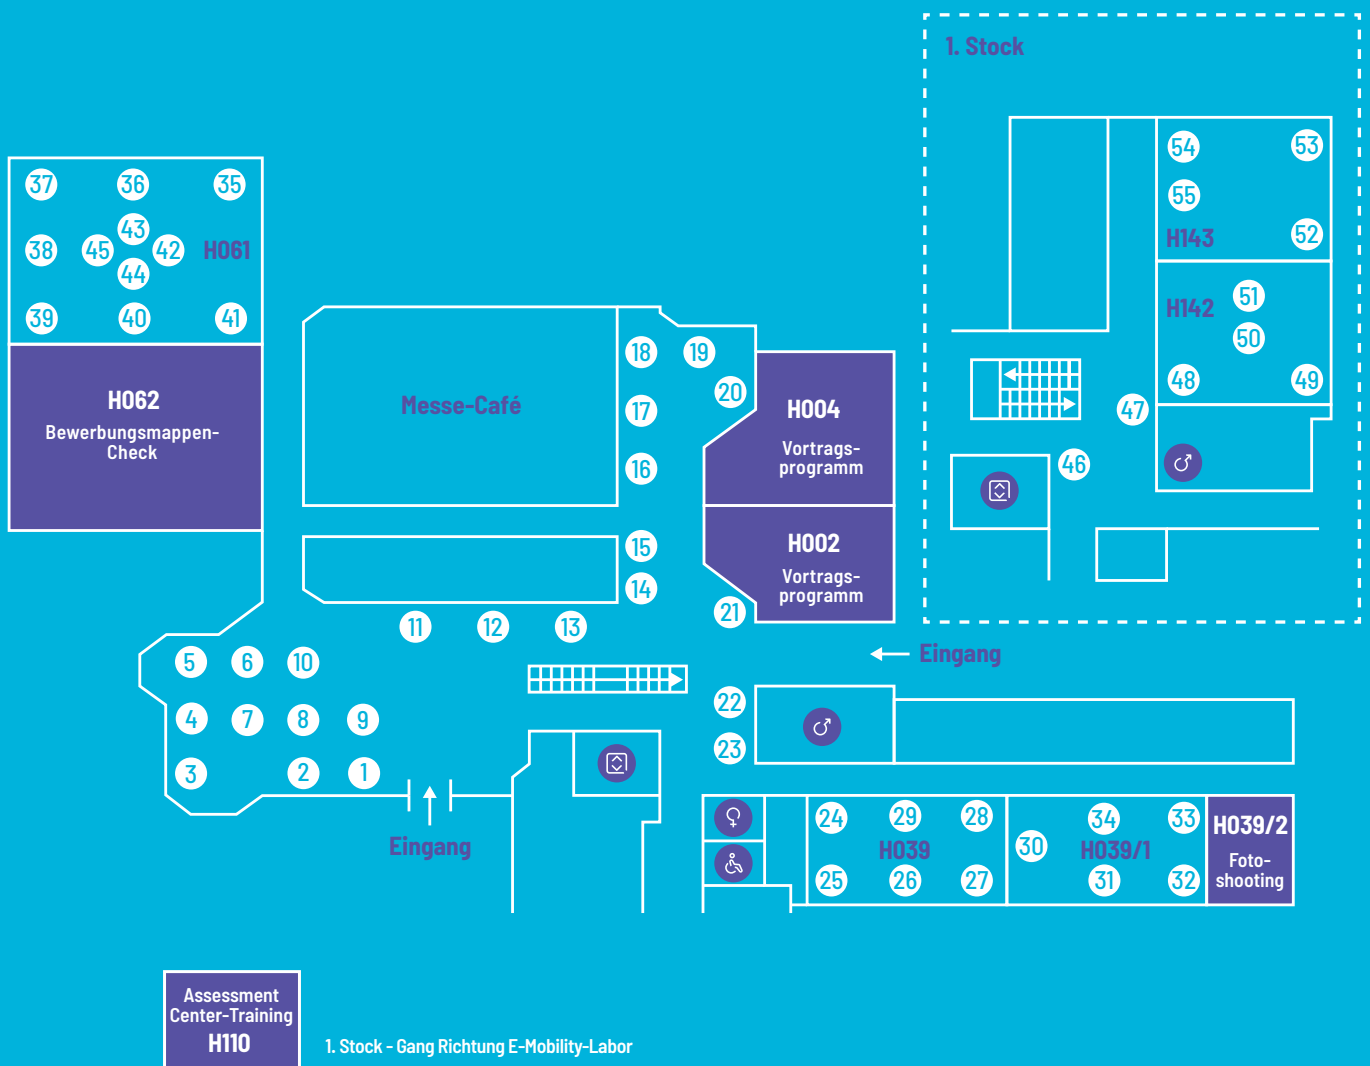 1. Stock
54
53
55
H143
52
H142
51
50
48
49
47
46
37
36
35
43
38
45
42
H061
44
39
40
41
H062
Bewerbungsmappen-
Check
Messe-Café
18
19
20
17
16
15
14
H004
Vortrags-
programm
H002
Vortrags-
programm
21
11
12
13
Eingang
5
6
10
4
7
8
9
3
2
1
Eingang
22
23
24
29
28
H039
25
26
27
34
33
30
H039/1
31
32
H039/2
Foto-
shooting
Assessment
Center-Training
H110
1. Stock - Gang Richtung E-Mobility-Labor